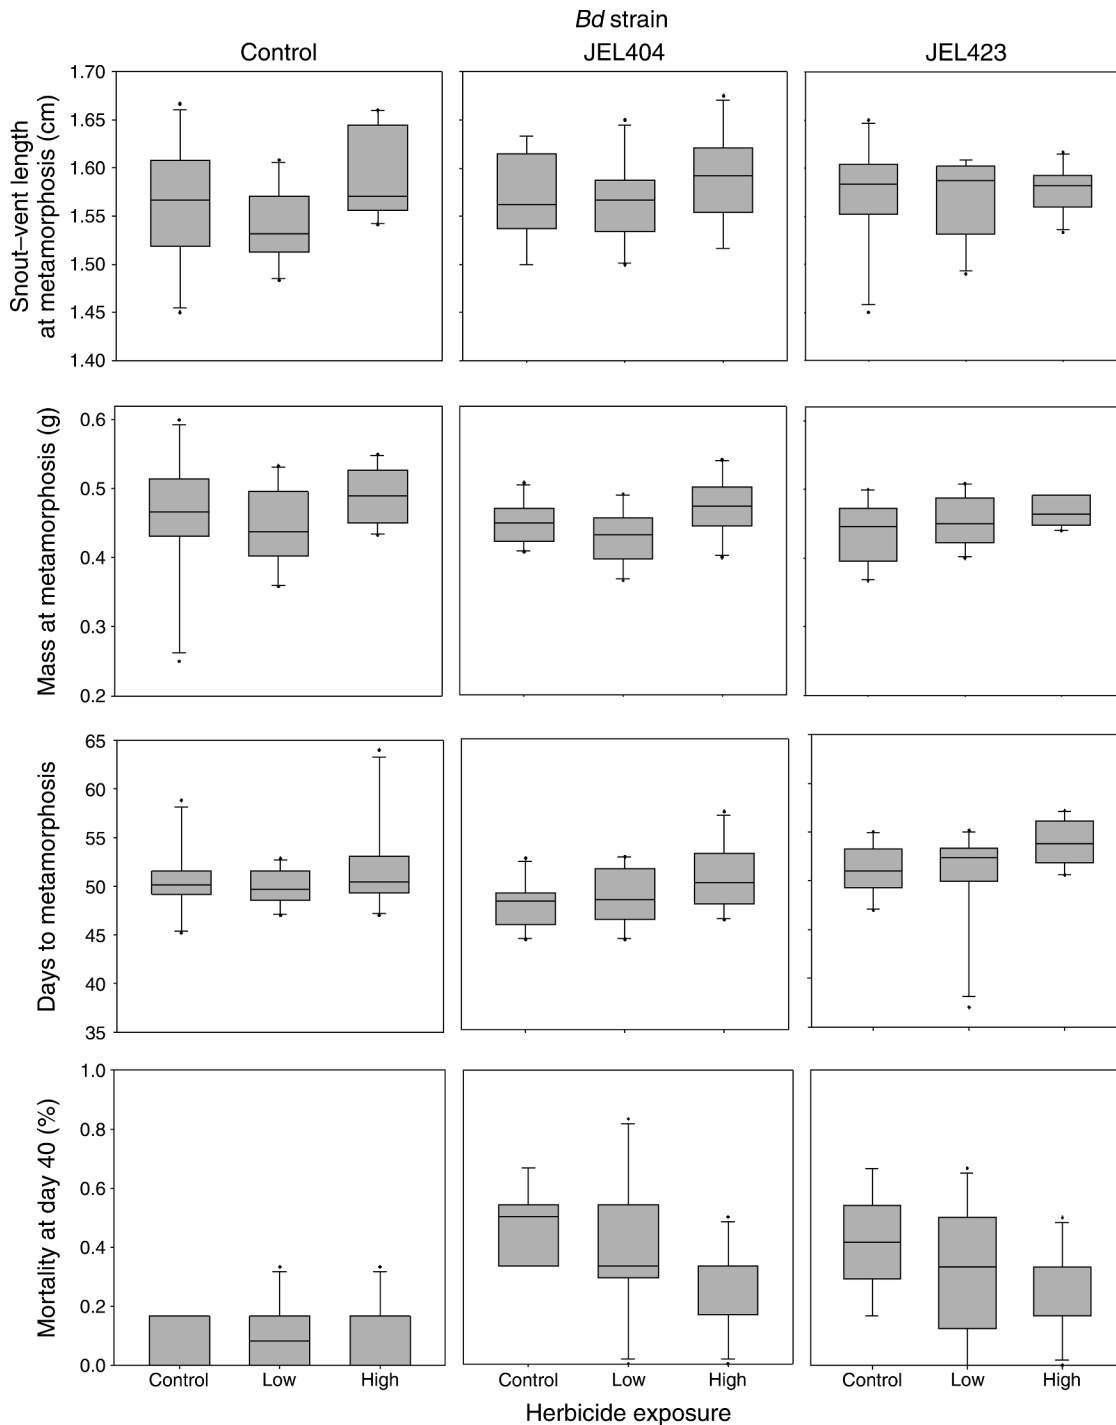 Bd strain
Control JEL404 JEL423
Snout–vent length
at metamorphosis (cm)
1.70
1.65
1.60
1.55
1.50
1.45
1.40
Mass at metamorphosis (g)
0.6
0.5
0.4
0.3
0.2
Days to metamorphosis
65
60
55
50
45
40
35
Mortality at day 40 (%)
1.0
0.8
0.6
0.4
0.2
0.0
Control Low High Control Low High Control Low High
Herbicide exposure